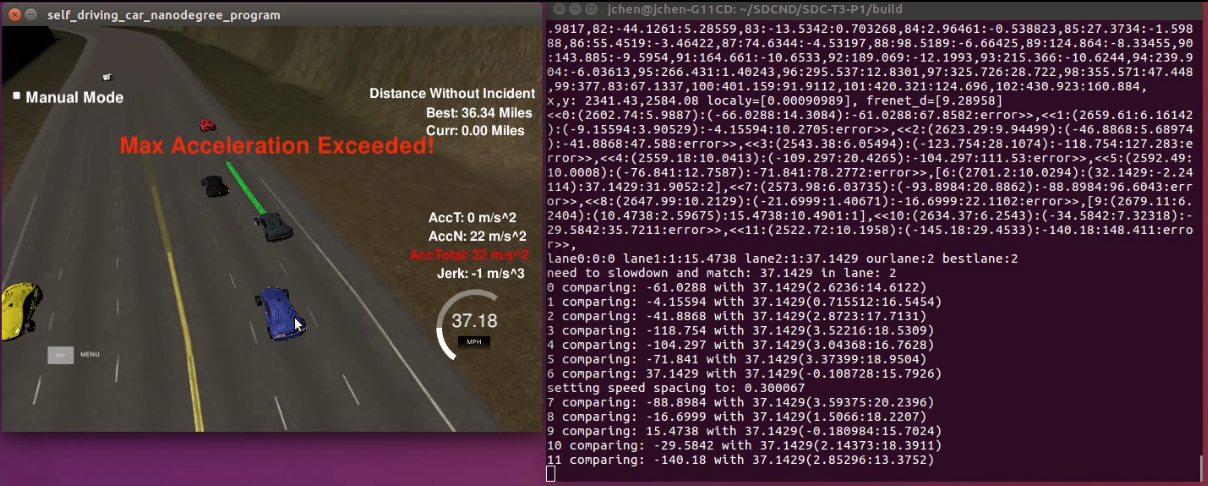 self_driving_car_nanodegree_program
Manual Mode
Distance Without Incident
Best: 36.34 Miles
Curr: 0.00 Miles
Max Acceleration Exceeded!
AccT: 0 m/s^2
AccN: 22 m/s^2
AccTotal: 22 m/s^2
Jerk: -1 m/s^3
37.18
MPH
MENU
jchen@jchen-G11CD: ~/SDCND/SDC-T3-P1/build
.9817,82:-44.1261:5.28559,83:-13.5342:0.703268,84:2.96461:-0.538823,85:27.3734:-1.598
88,86:55.4519:-3.46422,87:74.6344:-4.53197,88:98.5189:-6.66425,89:124.864:-8.33455,90
:143.885:-9.5954,91:164.661:-10.6533,92:189.069:-12.1993,93:215.366:-10.6244,94:239.9
04:-6.03613,95:266.431:1.40243,96:295.537:12.8301,97:325.726:28.722,98:355.571:47.448
,99:377.83:67.1337,100:401.159:91.9112,101:420.321:124.696,102:430.923:160.884,
x,y: 2341.43,2584.08 localy=[0.00090989], frenet_d=[9.28958]
<<0:(2602.74:5.9887):(-66.0288:14.3084):-61.0288:67.8582:error>>,<<1:(2659.61:6.16142
):(-9.15594:3.90529):-4.15594:10.2705:error>>,<<2:(2623.29:9.94499):(-46.8868:5.68974
):-41.8868:47.588:error>>,<<3:(2543.38:6.05494):(-123.754:28.1074):-118.754:127.283:e
rror>>,<<4:(2559.18:10.0413):(-109.297:20.4265):-104.297:111.53:error>>,<<5:(2592.49:
10.0008):(-76.841:12.7587):-71.841:78.2772:error>>,[6:(2701.2:10.0294):(32.1429:-2.24
114):37.1429:31.9052:2],<<7:(2573.98:6.03735):(-93.8984:20.8862):-88.8984:96.6043:err
or>>,<<8:(2647.99:10.2129):(-21.6999:1.40671):-16.6999:22.1102:error>>,[9:(2679.11:6.
2404):(10.4738:2.59675):15.4738:10.4901:1],<<10:(2634.37:6.2543):(-34.5842:7.32318):-
29.5842:35.7211:error>>,<<11:(2522.72:10.1958):(-145.18:29.4533):-140.18:148.411:erro
r>>,
lane0:0:0 lane1:1:15.4738 lane2:1:37.1429 ourlane:2 bestlane:2
need to slowdown and match: 37.1429 in lane: 2
0 comparing: -61.0288 with 37.1429(2.6236:14.6122)
1 comparing: -4.15594 with 37.1429(0.715512:16.5454)
2 comparing: -41.8868 with 37.1429(2.8723:17.7131)
3 comparing: -118.754 with 37.1429(3.52216:18.5309)
4 comparing: -104.297 with 37.1429(3.04368:16.7628)
5 comparing: -71.841 with 37.1429(3.37399:18.9504)
6 comparing: 37.1429 with 37.1429(-0.108728:15.7926)
setting speed spacing to: 0.300067
7 comparing: -88.8984 with 37.1429(3.59375:20.2396)
8 comparing: -16.6999 with 37.1429(1.5066:18.2207)
9 comparing: 15.4738 with 37.1429(-0.180984:15.7024)
10 comparing: -29.5842 with 37.1429(2.14373:18.3911)
11 comparing: -140.18 with 37.1429(2.85296:13.3752)